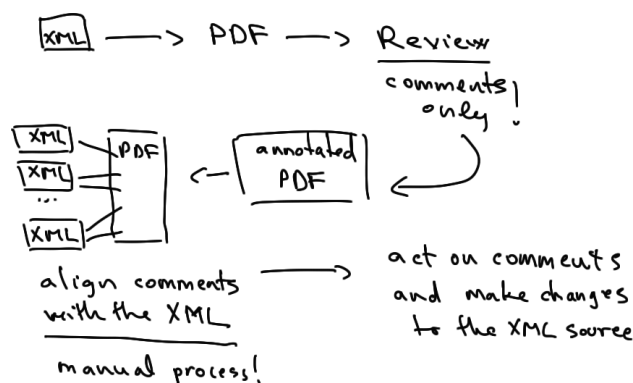 XML → PDF → Review
comments
only!
XML
XML
...
XML
PDF
annotated
PDF
align comments
with the XML
manual process!
→ act on comments
and make changes
to the XML source